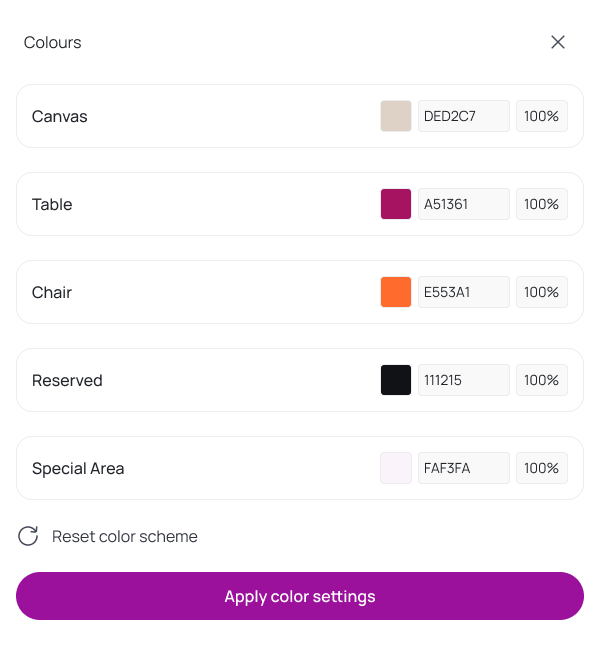 Colours
Canvas DED2C7 100%
Table A51361 100%
Chair E553A1 100%
Reserved 111215 100%
Special Area FAF3FA 100%
Reset color scheme
Apply color settings